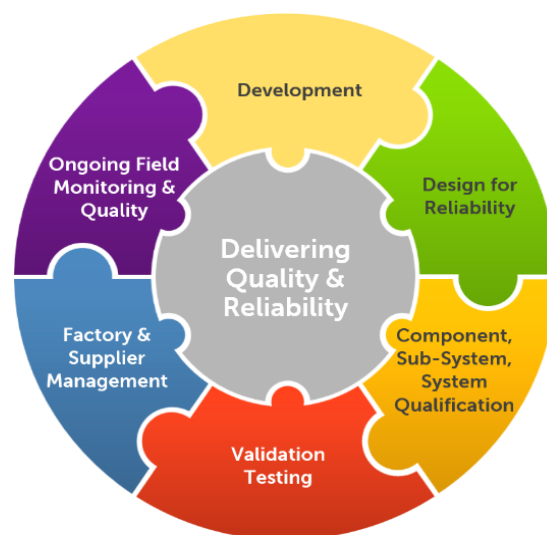 Development
Design for
Reliability
Component,
Sub-System,
System
Qualification
Validation
Testing
Factory &
Supplier
Management
Ongoing Field
Monitoring &
Quality
Delivering
Quality &
Reliability